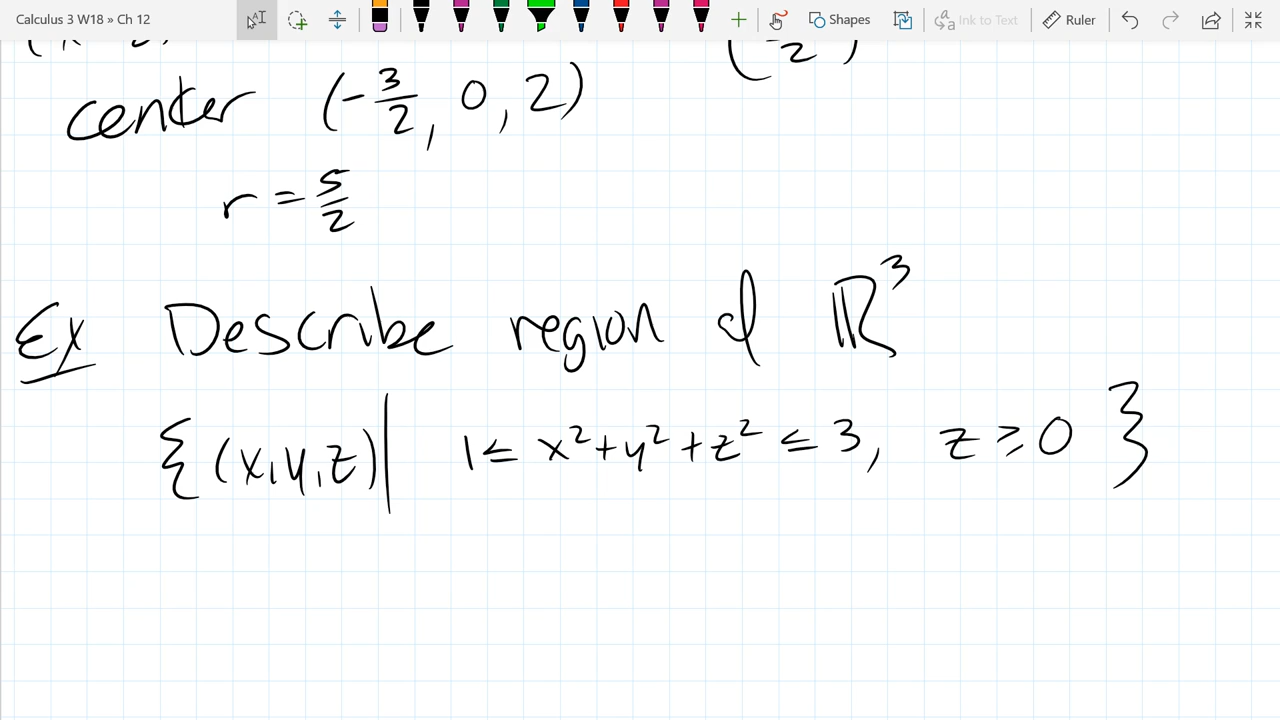 Calculus 3 W18 » Ch 12
Shapes
Ink to Text
Ruler
center (-3/2, 0, 2)
r = 5/2
Ex Describe region of ℝ³
{(x,y,z)| 1 ≤ x²+y²+z² ≤ 3, z ≥ 0}